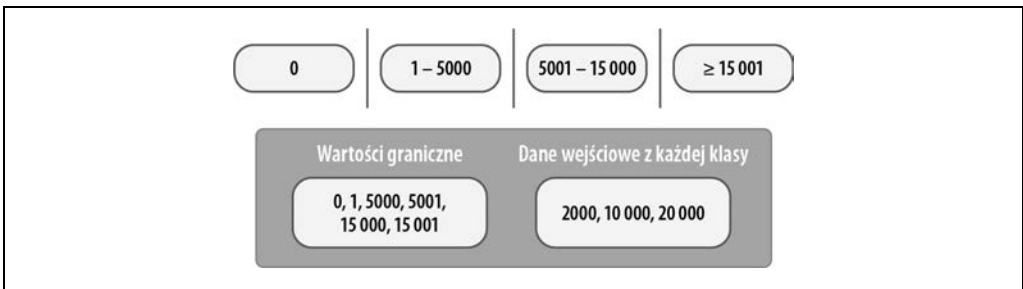 0
1 – 5000
5001 – 15 000
≥ 15 001
Wartości graniczne
Dane wejściowe z każdej klasy
0, 1, 5000, 5001,
15 000, 15 001
2000, 10 000, 20 000